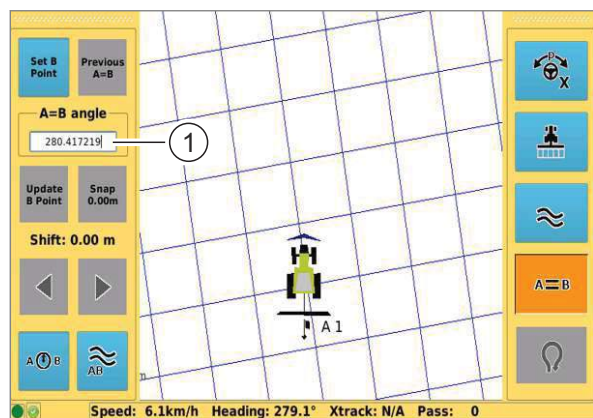 Set B Point
Previous A=B
A=B angle
280.417219
1
Update B Point
Snap 0.00m
Shift: 0.00 m
A B
AB
P
X
A=B
A 1
m
Speed: 6.1km/h Heading: 279.1° Xtrack: N/A Pass: 0